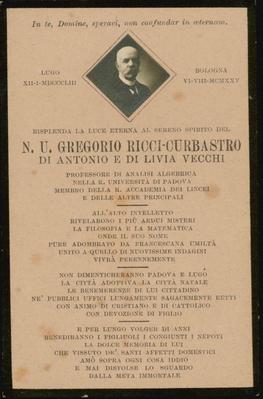 In te, Domine, speravi, non confundar in æternum.
LUGO
XII-I-MDCCCLIII
BOLOGNA
VI-VIII-MCMXXV
RISPLENDA LA LUCE ETERNA AL SERENO SPIRITO DEL
N. U. GREGORIO RICCI-CURBASTRO
DI ANTONIO E DI LIVIA VECCHI
PROFESSORE DI ANALISI ALGEBRICA
NELLA R. UNIVERSITÀ DI PADOVA
MEMBRO DELLA R. ACCADEMIA DEI LINCEI
E DELLE ALTRE PRINCIPALI
ALL'ALTO INTELLETTO
RIVELARONO I PIÙ ARDUI MISTERI
LA FILOSOFIA E LA MATEMATICA
ONDE IL SUO NOME
PURE ADOMBRATO DA FRANCESCANA UMILTÀ
UNITO A QUELLO DI NUOVISSIME INDAGINI
VIVRÀ PERENNEMENTE
NON DIMENTICHERANNO PADOVA E LUGO
LA CITTÀ ADOTTIVA LA CITTÀ NATALE
LE BENEMERENZE DI LUI CITTADINO
NE' PUBBLICI UFFICI LUNGAMENTE SAGACEMENTE RETTI
CON ANIMO DI CRISTIANO E DI CATTOLICO
CON DEVOZIONE DI FIGLIO
E PER LUNGO VOLGER DI ANNI
BENEDIRANNO I FIGLIUOLI I CONGIUNTI I NEPOTI
LA DOLCE MEMORIA DI LUI
CHE VISSUTO DE' SANTI AFFETTI DOMESTICI
AMÒ SOPRA OGNI COSA IDDIO
E MAI DISTOLSE LO SGUARDO
DALLA META IMMORTALE